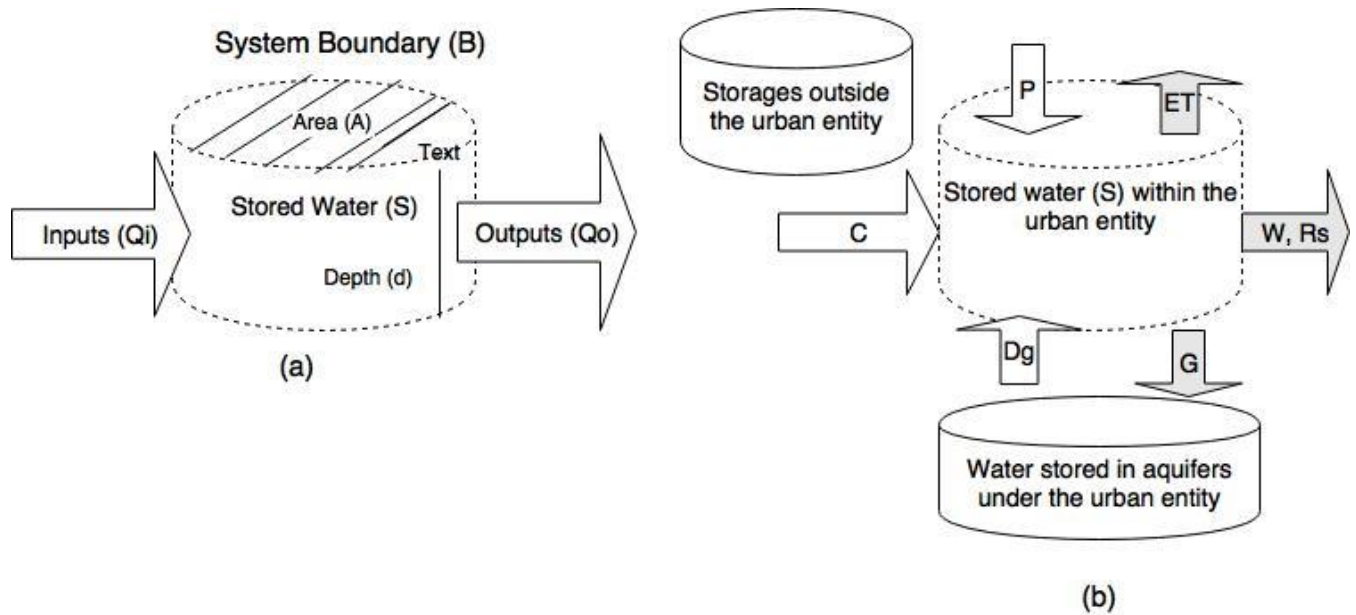 System Boundary (B)
Area (A)
Text
Stored Water (S)
Inputs (Qi)
Outputs (Qo)
Depth (d)
(a)
Storages outside
the urban entity
P
ET
Stored water (S) within the
urban entity
C
W, Rs
Dg
G
Water stored in aquifers
under the urban entity
(b)